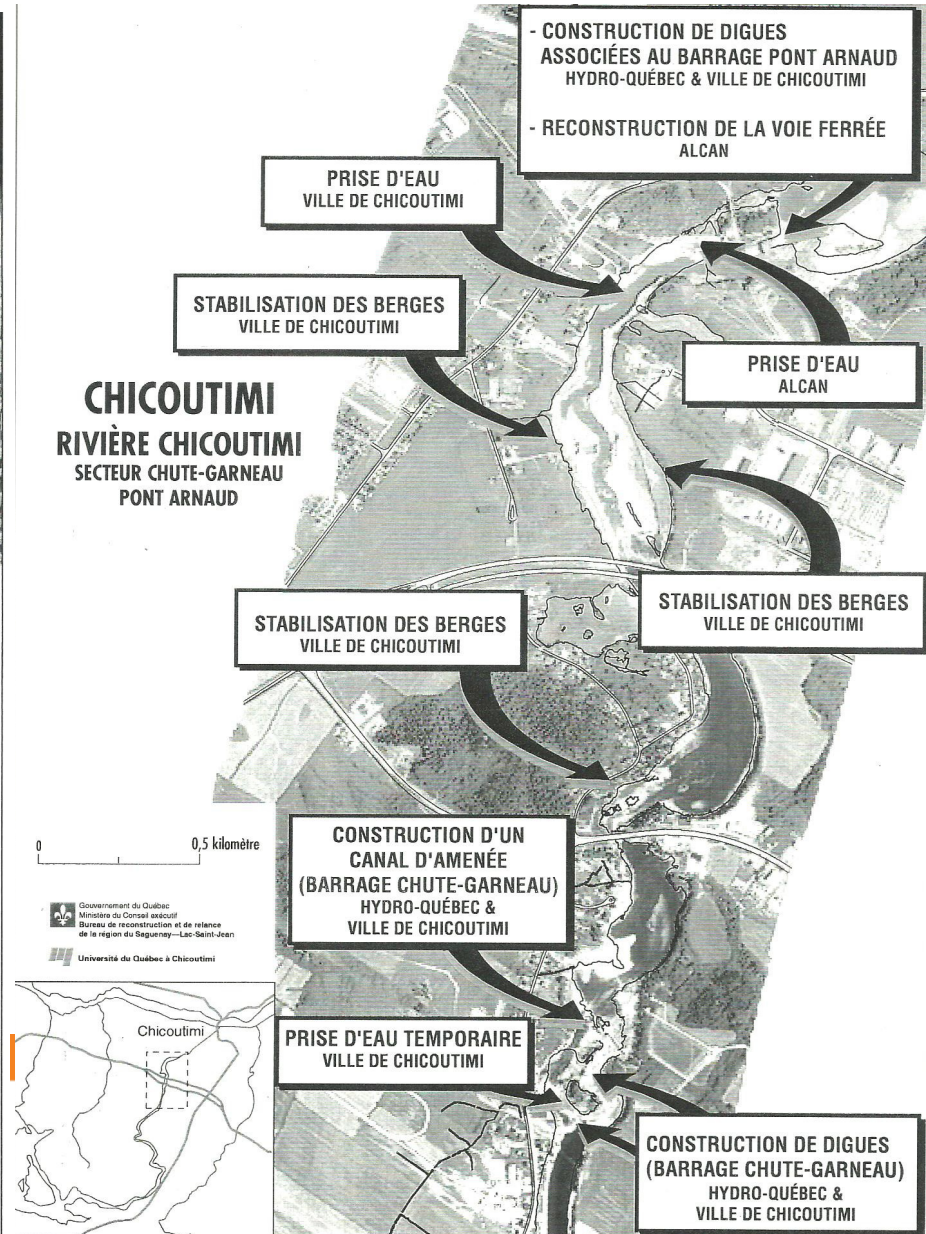 - CONSTRUCTION DE DIGUES
ASSOCIÉES AU BARRAGE PONT ARNAUD
HYDRO-QUÉBEC & VILLE DE CHICOUTIMI
- RECONSTRUCTION DE LA VOIE FERRÉE
ALCAN
PRISE D'EAU
VILLE DE CHICOUTIMI
STABILISATION DES BERGES
VILLE DE CHICOUTIMI
PRISE D'EAU
ALCAN
CHICOUTIMI
RIVIÈRE CHICOUTIMI
SECTEUR CHUTE-GARNEAU
PONT ARNAUD
STABILISATION DES BERGES
VILLE DE CHICOUTIMI
STABILISATION DES BERGES
VILLE DE CHICOUTIMI
CONSTRUCTION D'UN
CANAL D'AMENÉE
(BARRAGE CHUTE-GARNEAU)
HYDRO-QUÉBEC &
VILLE DE CHICOUTIMI
0 0,5 kilomètre
Gouvernement du Québec
Ministère du Conseil exécutif
Bureau de reconstruction et de relance
de la région du Saguenay—Lac-Saint-Jean
Université du Québec à Chicoutimi
Chicoutimi
PRISE D'EAU TEMPORAIRE
VILLE DE CHICOUTIMI
CONSTRUCTION DE DIGUES
(BARRAGE CHUTE-GARNEAU)
HYDRO-QUÉBEC &
VILLE DE CHICOUTIMI